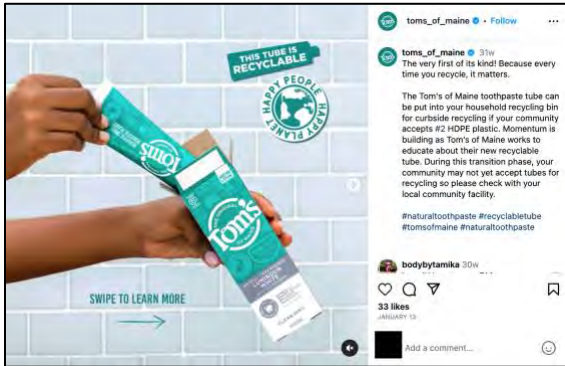 THIS TUBE IS
RECYCLABLE
HAPPY PEOPLE
HAPPY PLANET
Tom's
Tom's
SWIPE TO LEARN MORE
toms_of_maine • Follow
toms_of_maine 31w
The very first of its kind! Because every
time you recycle, it matters.
The Tom's of Maine toothpaste tube can
be put into your household recycling bin
for curbside recycling if your community
accepts #2 HDPE plastic. Momentum is
building as Tom's of Maine works to
educate about their new recyclable
tube. During this transition phase, your
community may not yet accept tubes for
recycling so please check with your
local community facility.
#naturaltoothpaste #recyclabletube
#tomsofmaine #naturaltoothpaste
bodybytamika 30w
33 likes
JANUARY 13
Add a comment...